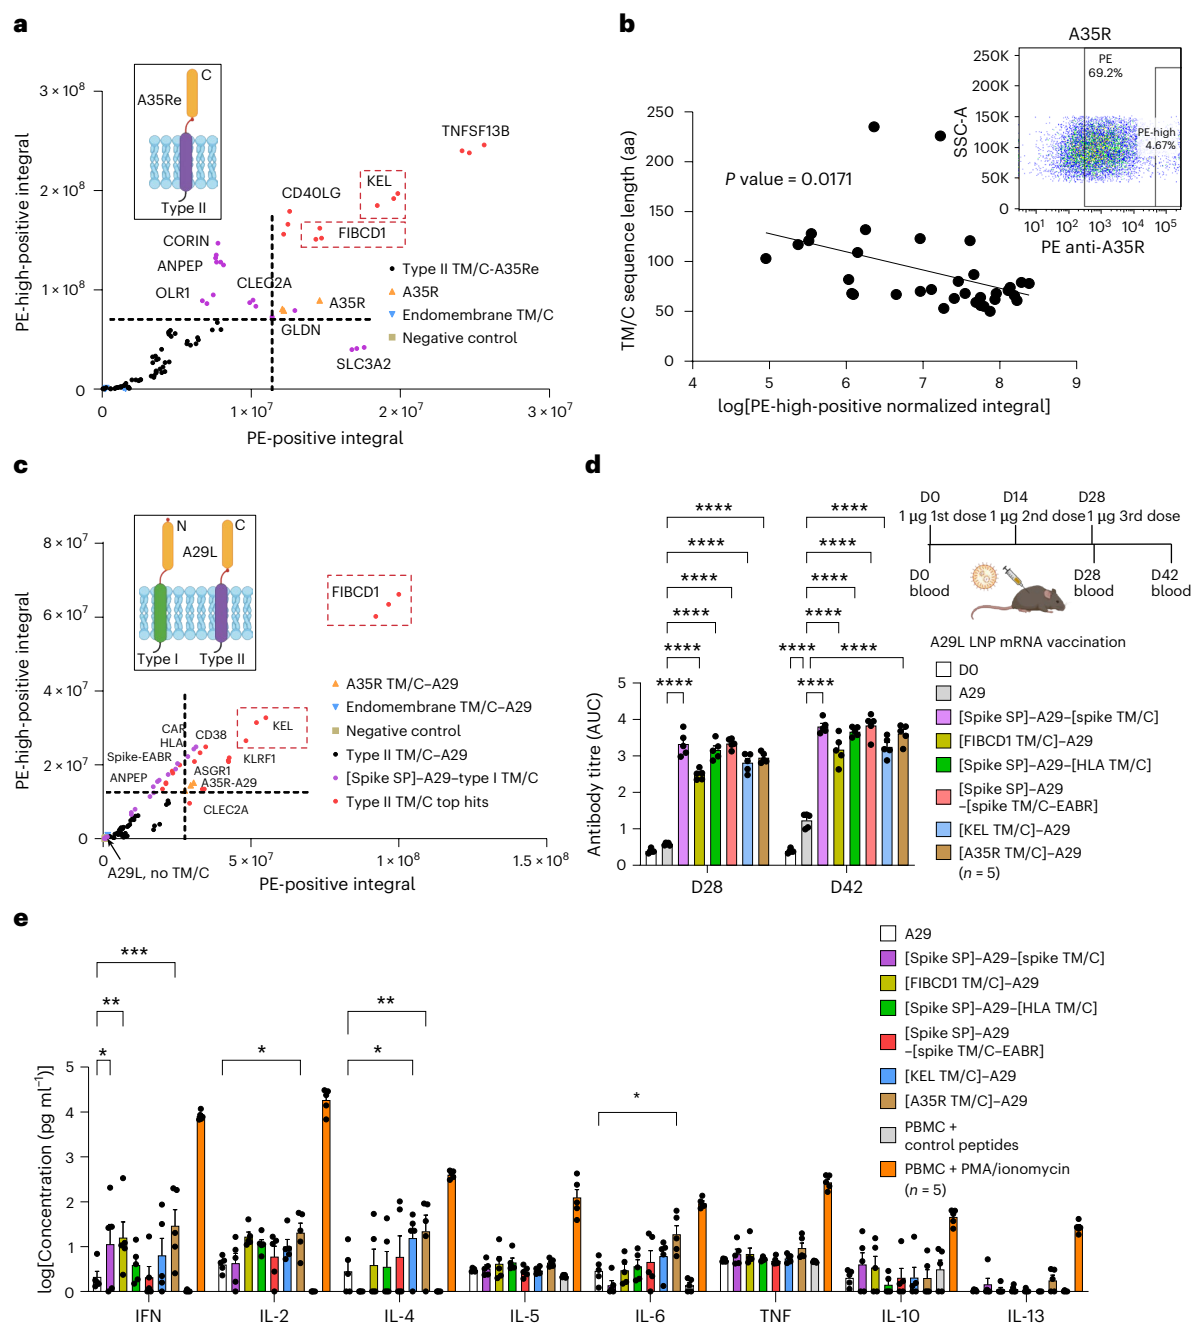 a
PE-high-positive integral
3 × 10⁸
2 × 10⁸
1 × 10⁸
0
C
A35Re
Type II
TNFSF13B
CD40LG
KEL
FIBCD1
CORIN
ANPEP
OLR1
CLEC2A
A35R
GLDN
SLC3A2
Type II TM/C-A35Re
A35R
Endomembrane TM/C
Negative control
0
1 × 10⁷
2 × 10⁷
3 × 10⁷
PE-positive integral
b
TM/C sequence length (aa)
250
200
150
100
50
0
P value = 0.0171
4
5
6
7
8
9
log[PE-high-positive normalized integral]
A35R
SSC-A
250K
200K
150K
100K
50K
0
PE
69.2%
PE-high
4.67%
10¹
10²
10³
10⁴
10⁵
PE anti-A35R
c
PE-high-positive integral
8 × 10⁷
6 × 10⁷
4 × 10⁷
2 × 10⁷
0
N
C
A29L
Type I
Type II
FIBCD1
KEL
CAP
HLA
CD38
Spike-EABR
KLRF1
ASGR1
ANPEP
A35R-A29
CLEC2A
A35R TM/C–A29
Endomembrane TM/C–A29
Negative control
Type II TM/C–A29
[Spike SP]–A29–type I TM/C
Type II TM/C top hits
0
5 × 10⁷
1 × 10⁸
1.5 × 10⁸
A29L, no TM/C
PE-positive integral
d
Antibody titre (AUC)
5
4
3
2
1
0
****
****
****
****
****
****
****
****
****
****
****
****
****
D28
D42
D0
D14
D28
1 µg 1st dose
1 µg 2nd dose
1 µg 3rd dose
D0
blood
D28
blood
D42
blood
A29L LNP mRNA vaccination
D0
A29
[Spike SP]–A29–[spike TM/C]
[FIBCD1 TM/C]–A29
[Spike SP]–A29–[HLA TM/C]
[Spike SP]–A29
–[spike TM/C–EABR]
[KEL TM/C]–A29
[A35R TM/C]–A29
(n = 5)
e
log[Concentration (pg ml⁻¹)]
5
4
3
2
1
0
***
**
*
*
**
*
*
IFN
IL-2
IL-4
IL-5
IL-6
TNF
IL-10
IL-13
A29
[Spike SP]–A29–[spike TM/C]
[FIBCD1 TM/C]–A29
[Spike SP]–A29–[HLA TM/C]
[Spike SP]–A29
–[spike TM/C–EABR]
[KEL TM/C]–A29
[A35R TM/C]–A29
PBMC +
control peptides
PBMC + PMA/ionomycin
(n = 5)